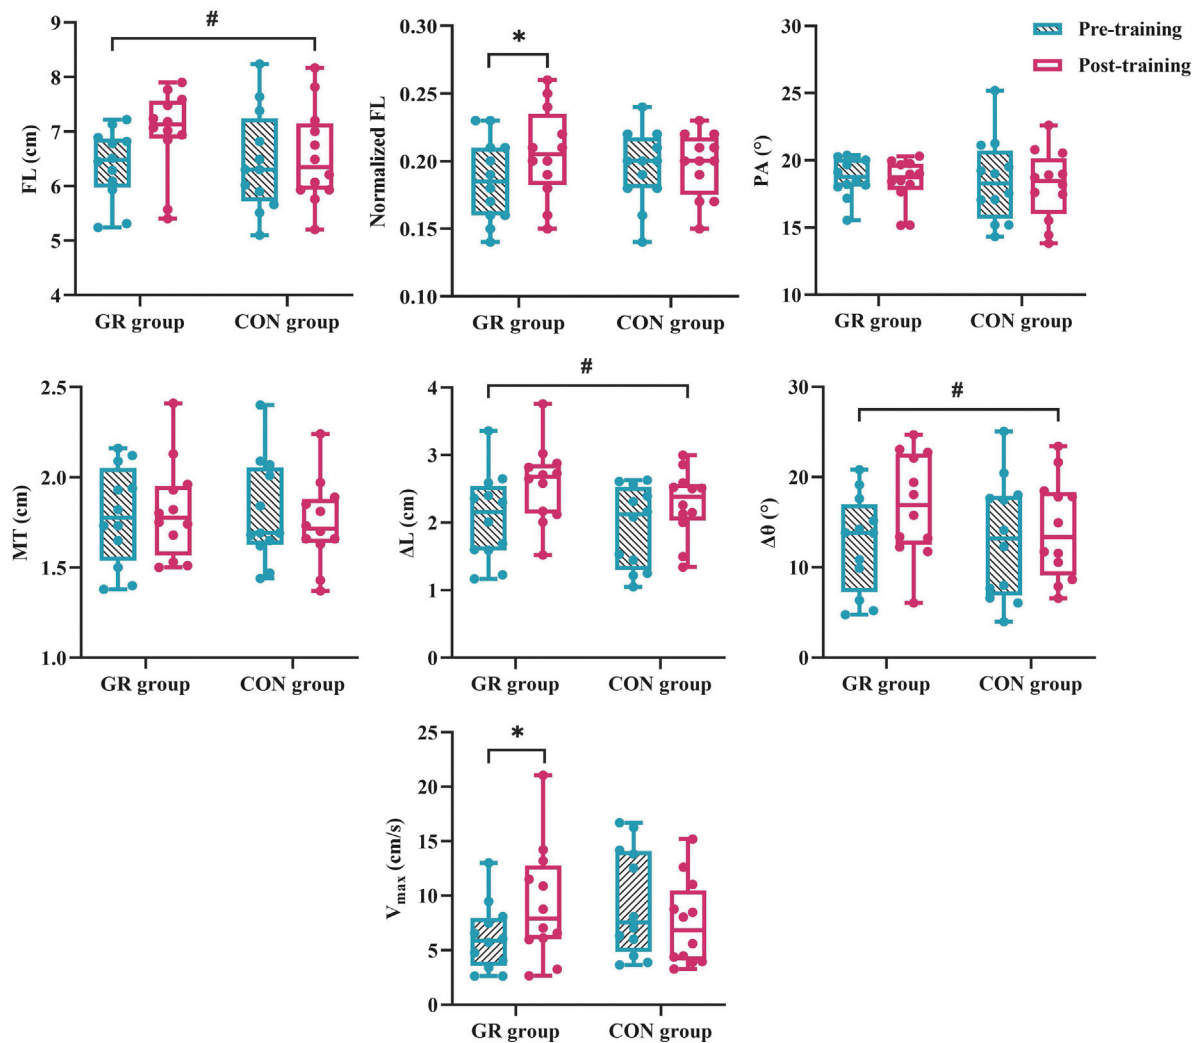 FL (cm)
9
8
7
6
5
4
#
GR group
CON group
Normalized FL
0.30
0.25
0.20
0.15
0.10
*
GR group
CON group
PA (°)
30
25
20
15
10
GR group
CON group
Pre-training
Post-training
MT (cm)
2.5
2.0
1.5
1.0
GR group
CON group
ΔL (cm)
4
3
2
1
0
#
GR group
CON group
Δθ (°)
30
20
10
0
#
GR group
CON group
Vmax (cm/s)
25
20
15
10
5
0
*
GR group
CON group